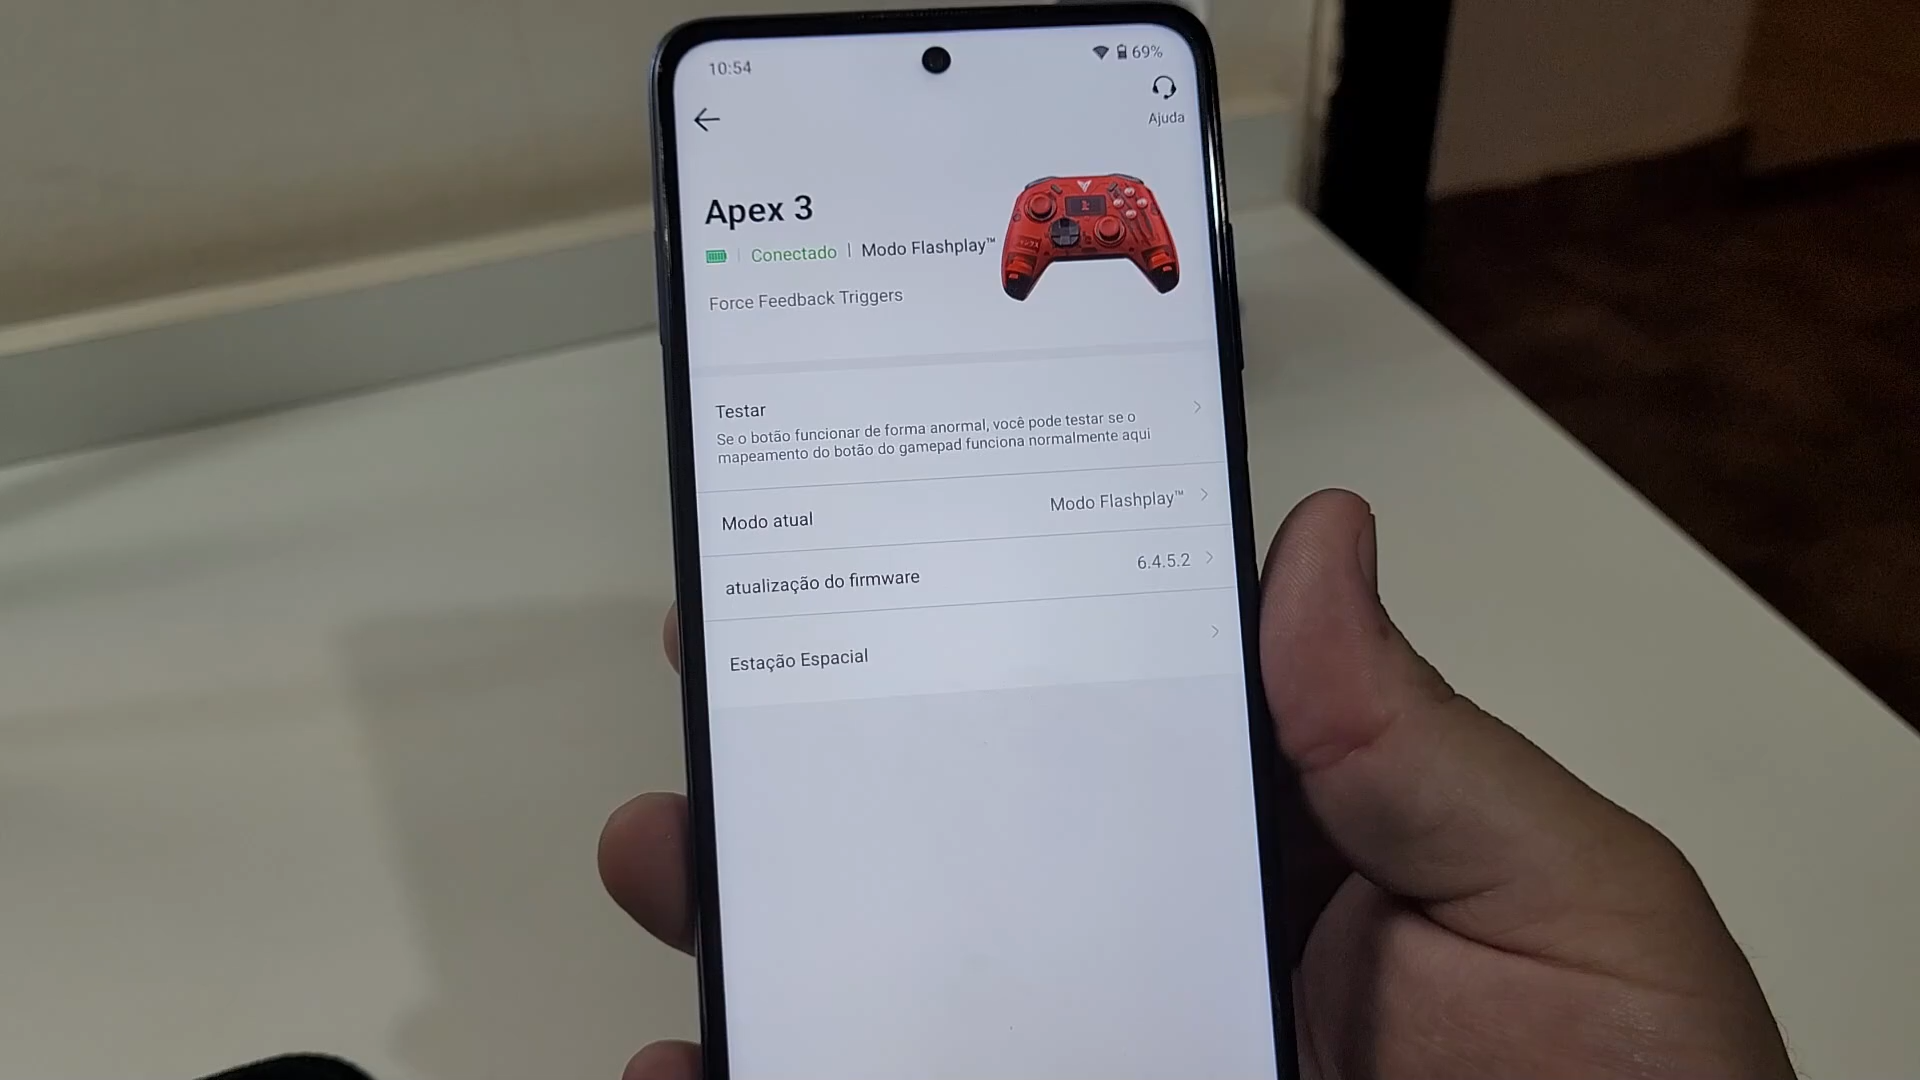 10:54
69%
Ajuda
Apex 3
Conectado | Modo Flashplay™
Force Feedback Triggers
Testar
Se o botão funcionar de forma anormal, você pode testar se o
mapeamento do botão do gamepad funciona normalmente aqui
Modo atual Modo Flashplay™
atualização do firmware 6.4.5.2
Estação Espacial